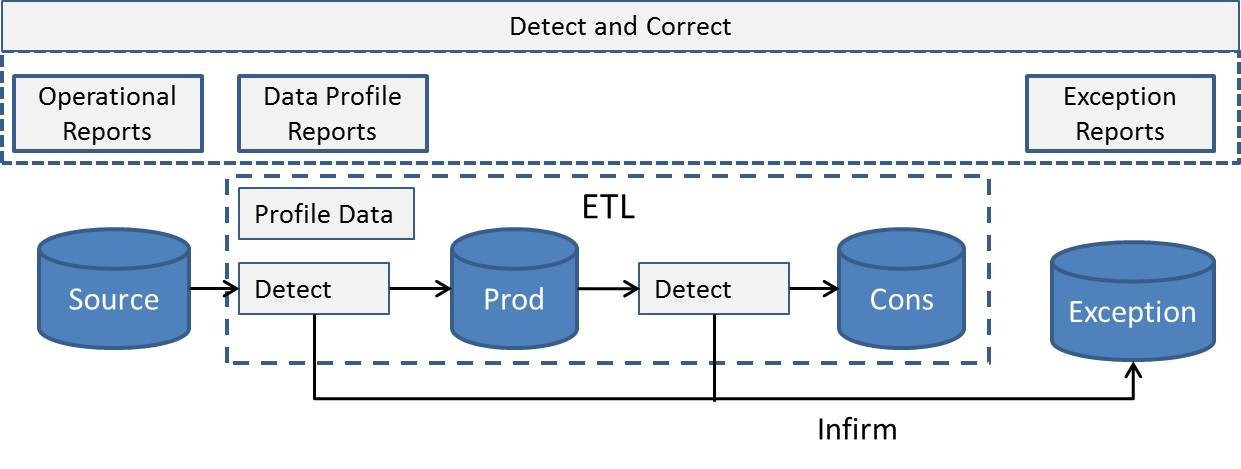 Detect and Correct
Operational
Reports
Data Profile
Reports
Exception
Reports
Profile Data
ETL
Source
Detect
Prod
Detect
Cons
Exception
Infirm